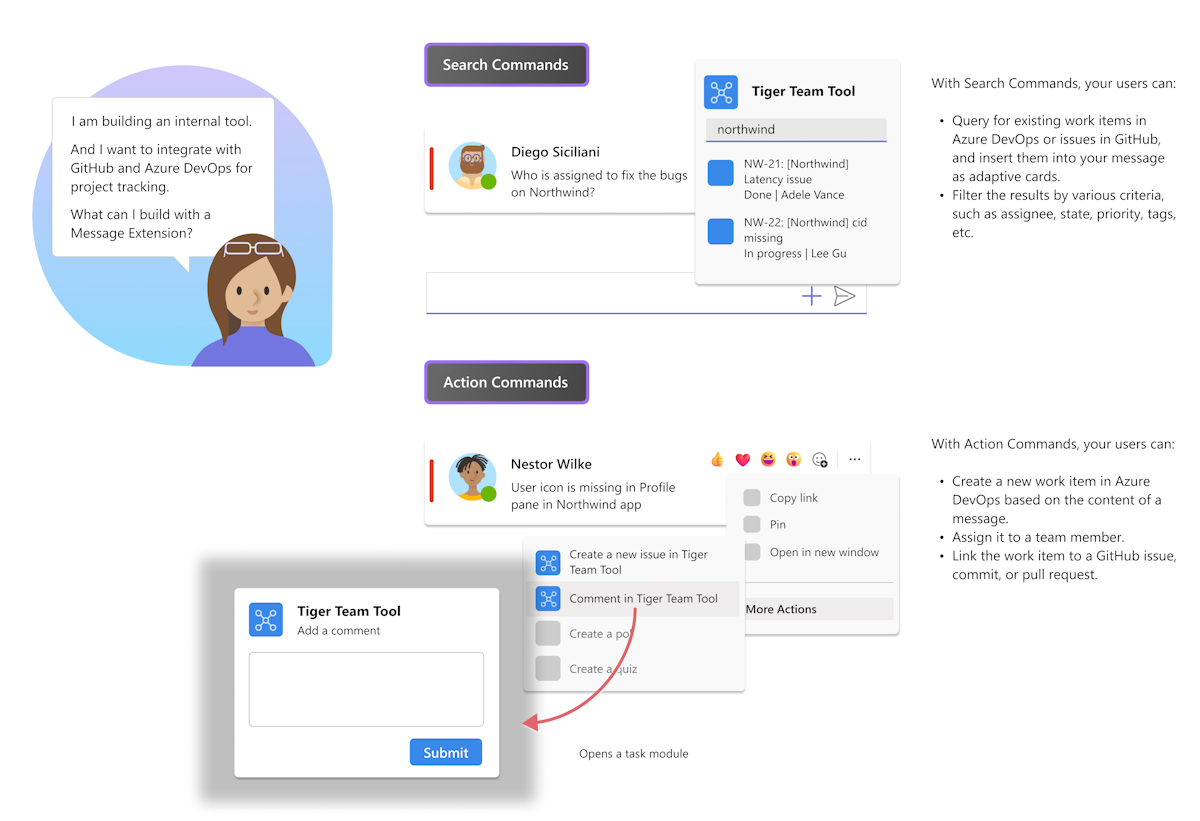 I am building an internal tool.
And I want to integrate with
GitHub and Azure DevOps for
project tracking.
What can I build with a
Message Extension?
Search Commands
Diego Siciliani
Who is assigned to fix the bugs
on Northwind?
Tiger Team Tool
northwind
NW-21: [Northwind]
Latency issue
Done | Adele Vance
NW-22: [Northwind] cid
missing
In progress | Lee Gu
With Search Commands, your users can:
• Query for existing work items in
Azure DevOps or issues in GitHub,
and insert them into your message
as adaptive cards.
• Filter the results by various criteria,
such as assignee, state, priority, tags,
etc.
Action Commands
Nestor Wilke
User icon is missing in Profile
pane in Northwind app
Copy link
Pin
Open in new window
More Actions
Create a new issue in Tiger
Team Tool
Comment in Tiger Team Tool
Create a poll
Create a quiz
Tiger Team Tool
Add a comment
Submit
Opens a task module
With Action Commands, your users can:
• Create a new work item in Azure
DevOps based on the content of a
message.
• Assign it to a team member.
• Link the work item to a GitHub issue,
commit, or pull request.